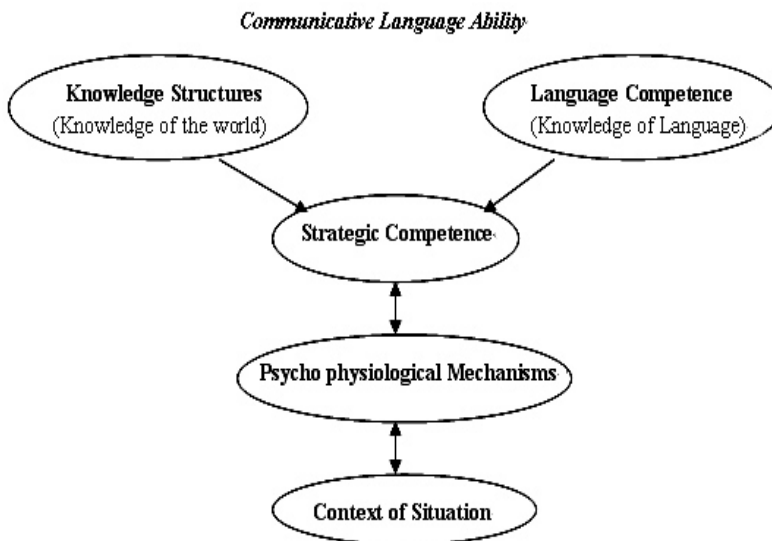 Communicative Language Ability
Knowledge Structures
(Knowledge of the world)
Language Competence
(Knowledge of Language)
Strategic Competence
Psycho physiological Mechanisms
Context of Situation